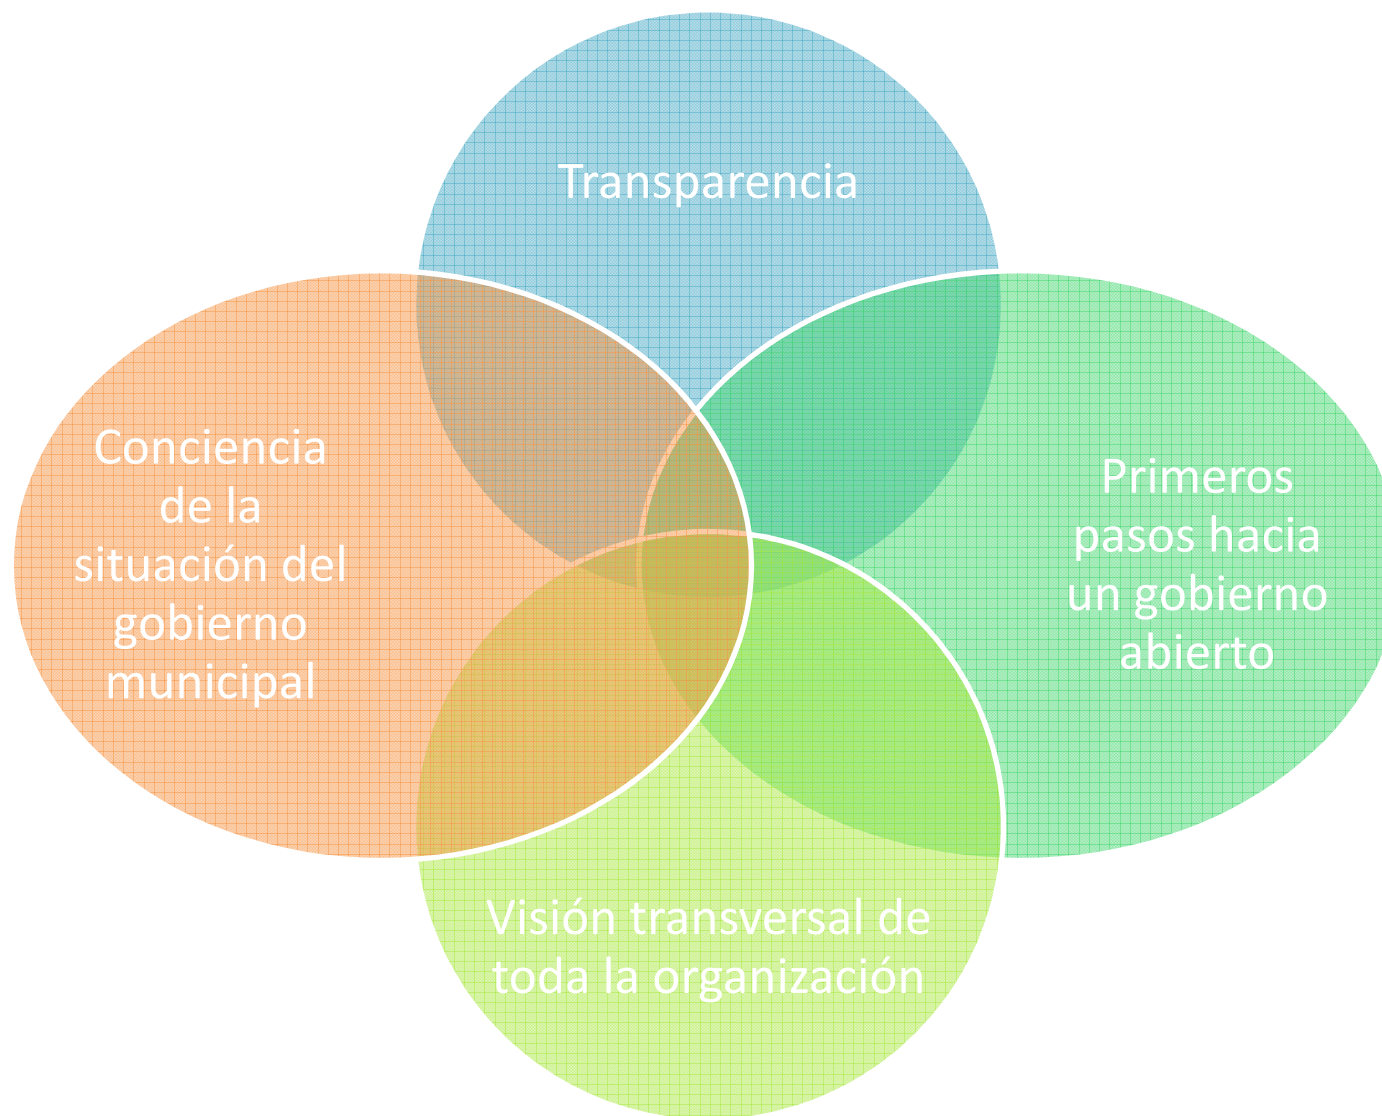 Transparencia
Conciencia
de la
situación del
gobierno
municipal
Primeros
pasos hacia
un gobierno
abierto
Visión transversal de
toda la organización